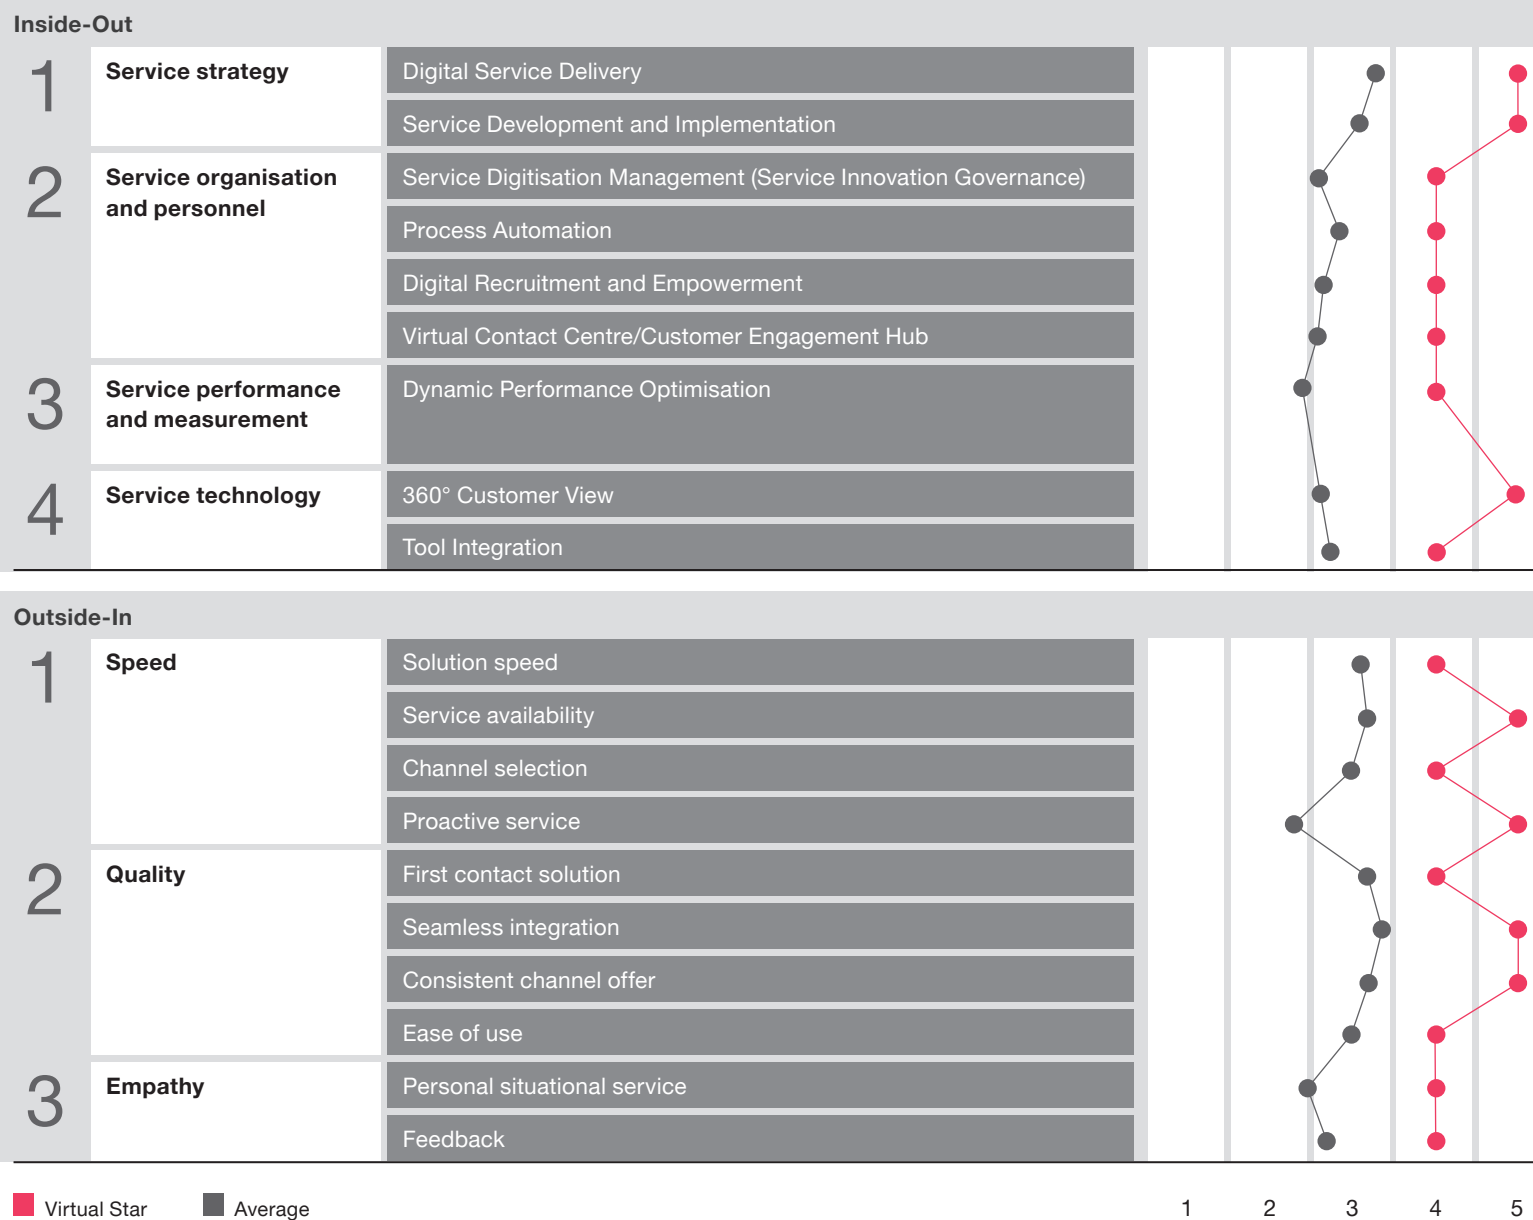 Inside-Out
1
Service strategy
Digital Service Delivery
Service Development and Implementation
2
Service organisation
and personnel
Service Digitisation Management (Service Innovation Governance)
Process Automation
Digital Recruitment and Empowerment
Virtual Contact Centre/Customer Engagement Hub
3
Service performance
and measurement
Dynamic Performance Optimisation
4
Service technology
360° Customer View
Tool Integration
Outside-In
1
Speed
Solution speed
Service availability
Channel selection
Proactive service
2
Quality
First contact solution
Seamless integration
Consistent channel offer
Ease of use
3
Empathy
Personal situational service
Feedback
Virtual Star Average 1 2 3 4 5